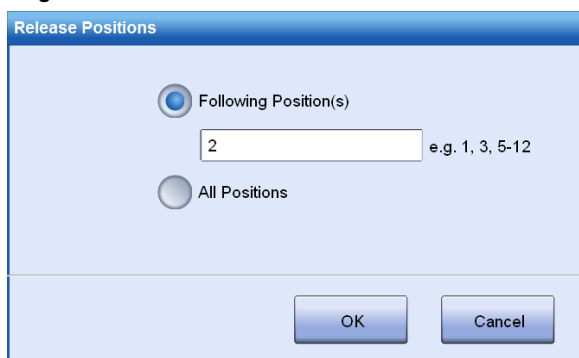 Release Positions
Following Position(s)
2 e.g. 1, 3, 5-12
All Positions
OK Cancel